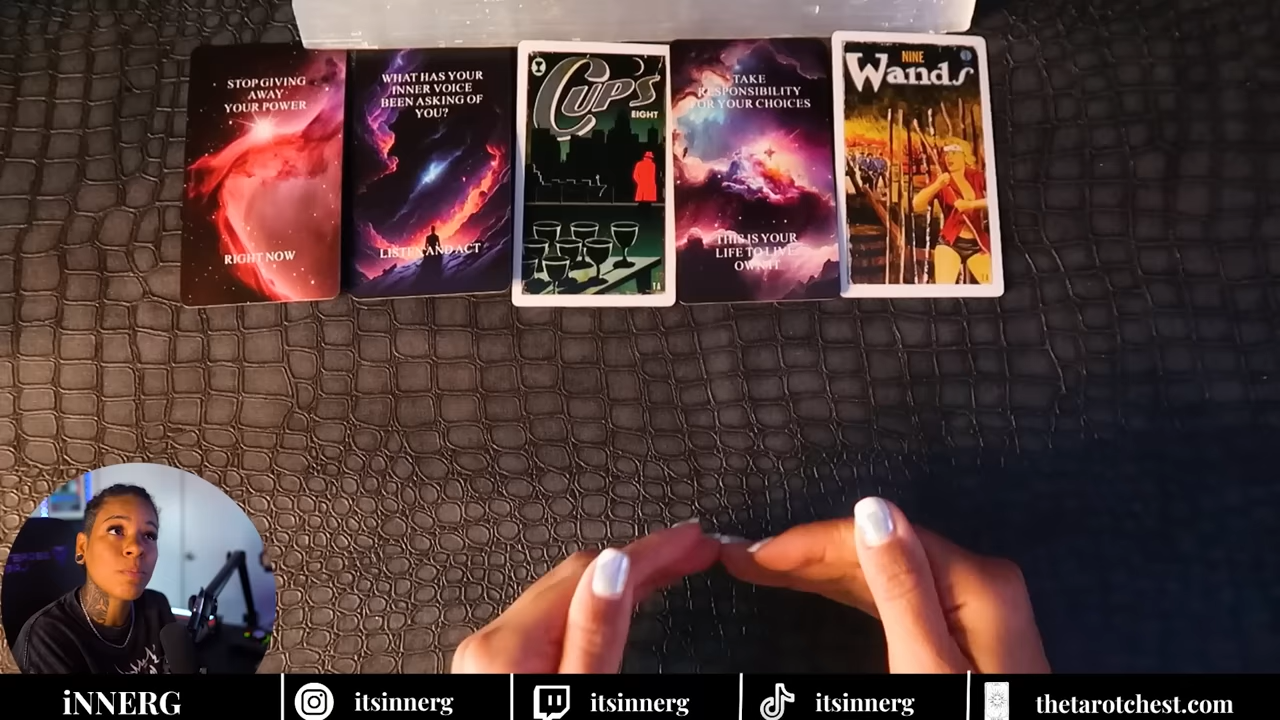 STOP GIVING
AWAY
YOUR POWER
RIGHT NOW
WHAT HAS YOUR
INNER VOICE
BEEN ASKING OF
YOU?
LISTEN AND ACT
CUPS
EIGHT
TA
TAKE
RESPONSIBILITY
FOR YOUR CHOICES
THIS IS YOUR
LIFE TO LIVE.
OWN IT
NINE
Wands
TA
iNNERG
itsinnerg
itsinnerg
itsinnerg
thetarotchest.com